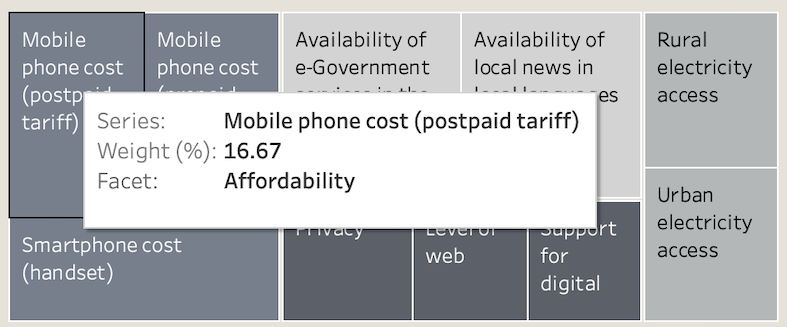 Mobile
phone cost
(postpaid
tariff)
Mobile
phone cost
(prepaid
Availability of
e-Government
services in the
Availability of
local news in
local languages
Rural
electricity
access
Series: Mobile phone cost (postpaid tariff)
Weight (%): 16.67
Facet: Affordability
Smartphone cost
(handset)
Privacy
Level of
web
Support
for
digital
Urban
electricity
access